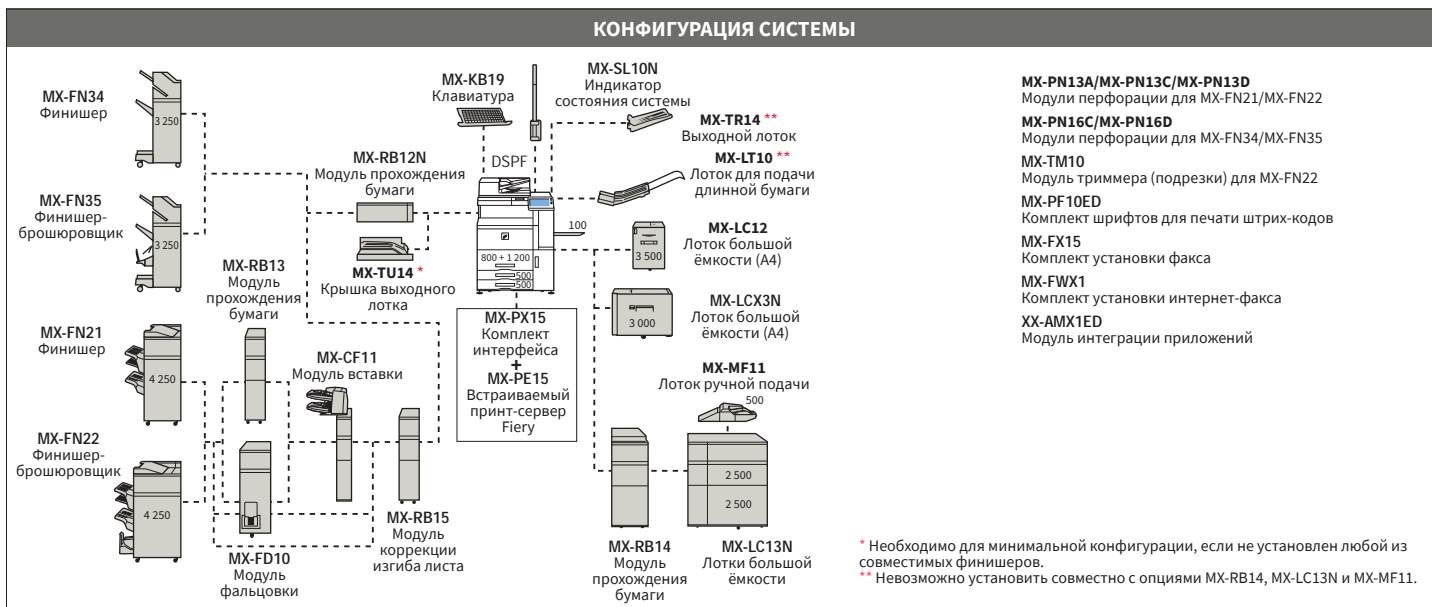 КОНФИГУРАЦИЯ СИСТЕМЫ
MX-FN34
Финишер
3 250
MX-FN35
Финишер-
брошюровщик
3 250
MX-KB19
Клавиатура
MX-SL10N
Индикатор
состояния системы
MX-TR14 **
Выходной лоток
MX-LT10 **
Лоток для подачи
длинной бумаги
MX-RB12N
Модуль прохождения
бумаги
DSPF
MX-TU14 *
Крышка выходного
лотка
100
800 + 1 200
500
500
MX-LC12
Лоток большой
ёмкости (A4)
3 500
MX-LCX3N
Лоток большой
ёмкости (A4)
3 000
MX-RB13
Модуль
прохождения
бумаги
MX-FN21
Финишер
4 250
MX-CF11
Модуль вставки
MX-PX15
Комплект
интерфейса
+
MX-PE15
Встраиваемый
принт-сервер
Fiery
MX-MF11
Лоток ручной подачи
500
MX-FN22
Финишер-
брошюровщик
4 250
MX-FD10
Модуль
фальцовки
MX-RB15
Модуль
коррекции
изгиба листа
2 500
2 500
MX-RB14
Модуль
прохождения
бумаги
MX-LC13N
Лотки большой
ёмкости
MX-PN13A/MX-PN13C/MX-PN13D
Модули перфорации для MX-FN21/MX-FN22
MX-PN16C/MX-PN16D
Модули перфорации для MX-FN34/MX-FN35
MX-TM10
Модуль триммера (подрезки) для MX-FN22
MX-PF10ED
Комплект шрифтов для печати штрих-кодов
MX-FX15
Комплект установки факса
MX-FWX1
Комплект установки интернет-факса
XX-AMX1ED
Модуль интеграции приложений
* Необходимо для минимальной конфигурации, если не установлен любой из
совместимых финишеров.
** Невозможно установить совместно с опциями MX-RB14, MX-LC13N и MX-MF11.